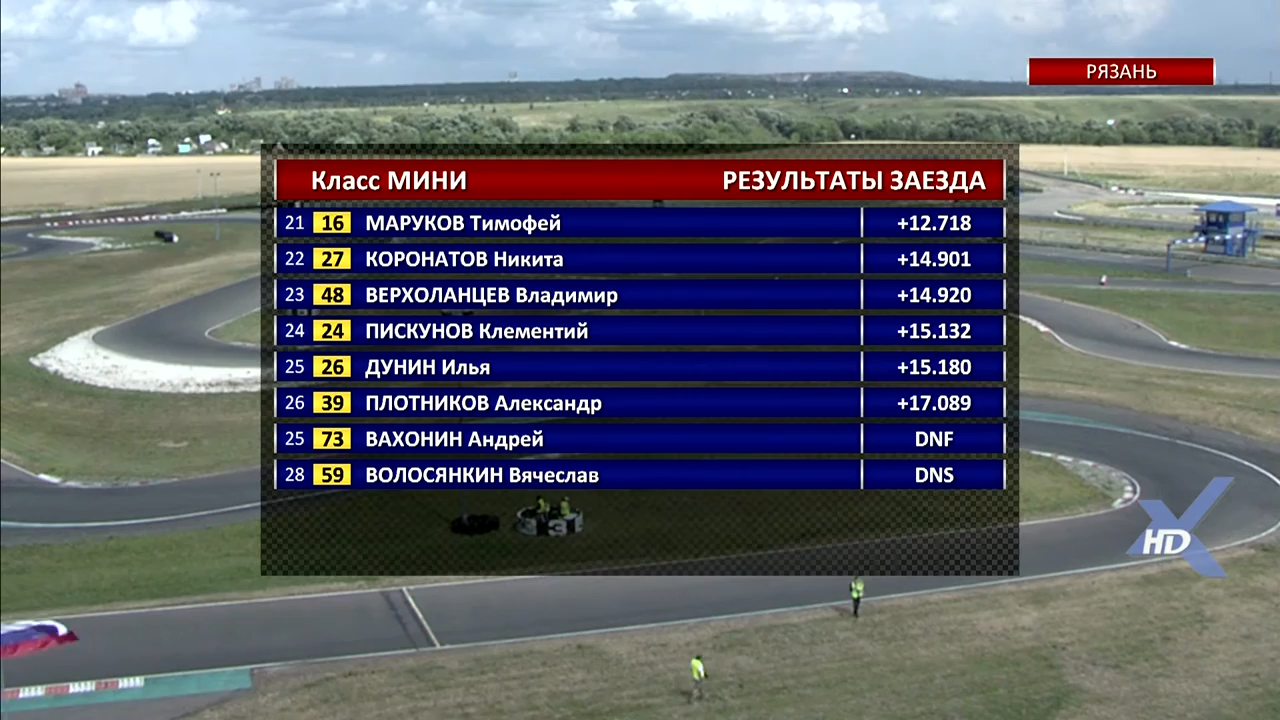 РЯЗАНЬ
Класс МИНИ РЕЗУЛЬТАТЫ ЗАЕЗДА
21 16 МАРУКОВ Тимофей +12.718
22 27 КОРОНАТОВ Никита +14.901
23 48 ВЕРХОЛАНЦЕВ Владимир +14.920
24 24 ПИСКУНОВ Клементий +15.132
25 26 ДУНИН Илья +15.180
26 39 ПЛОТНИКОВ Александр +17.089
25 73 ВАХОНИН Андрей DNF
28 59 ВОЛОСЯНКИН Вячеслав DNS
3
X HD